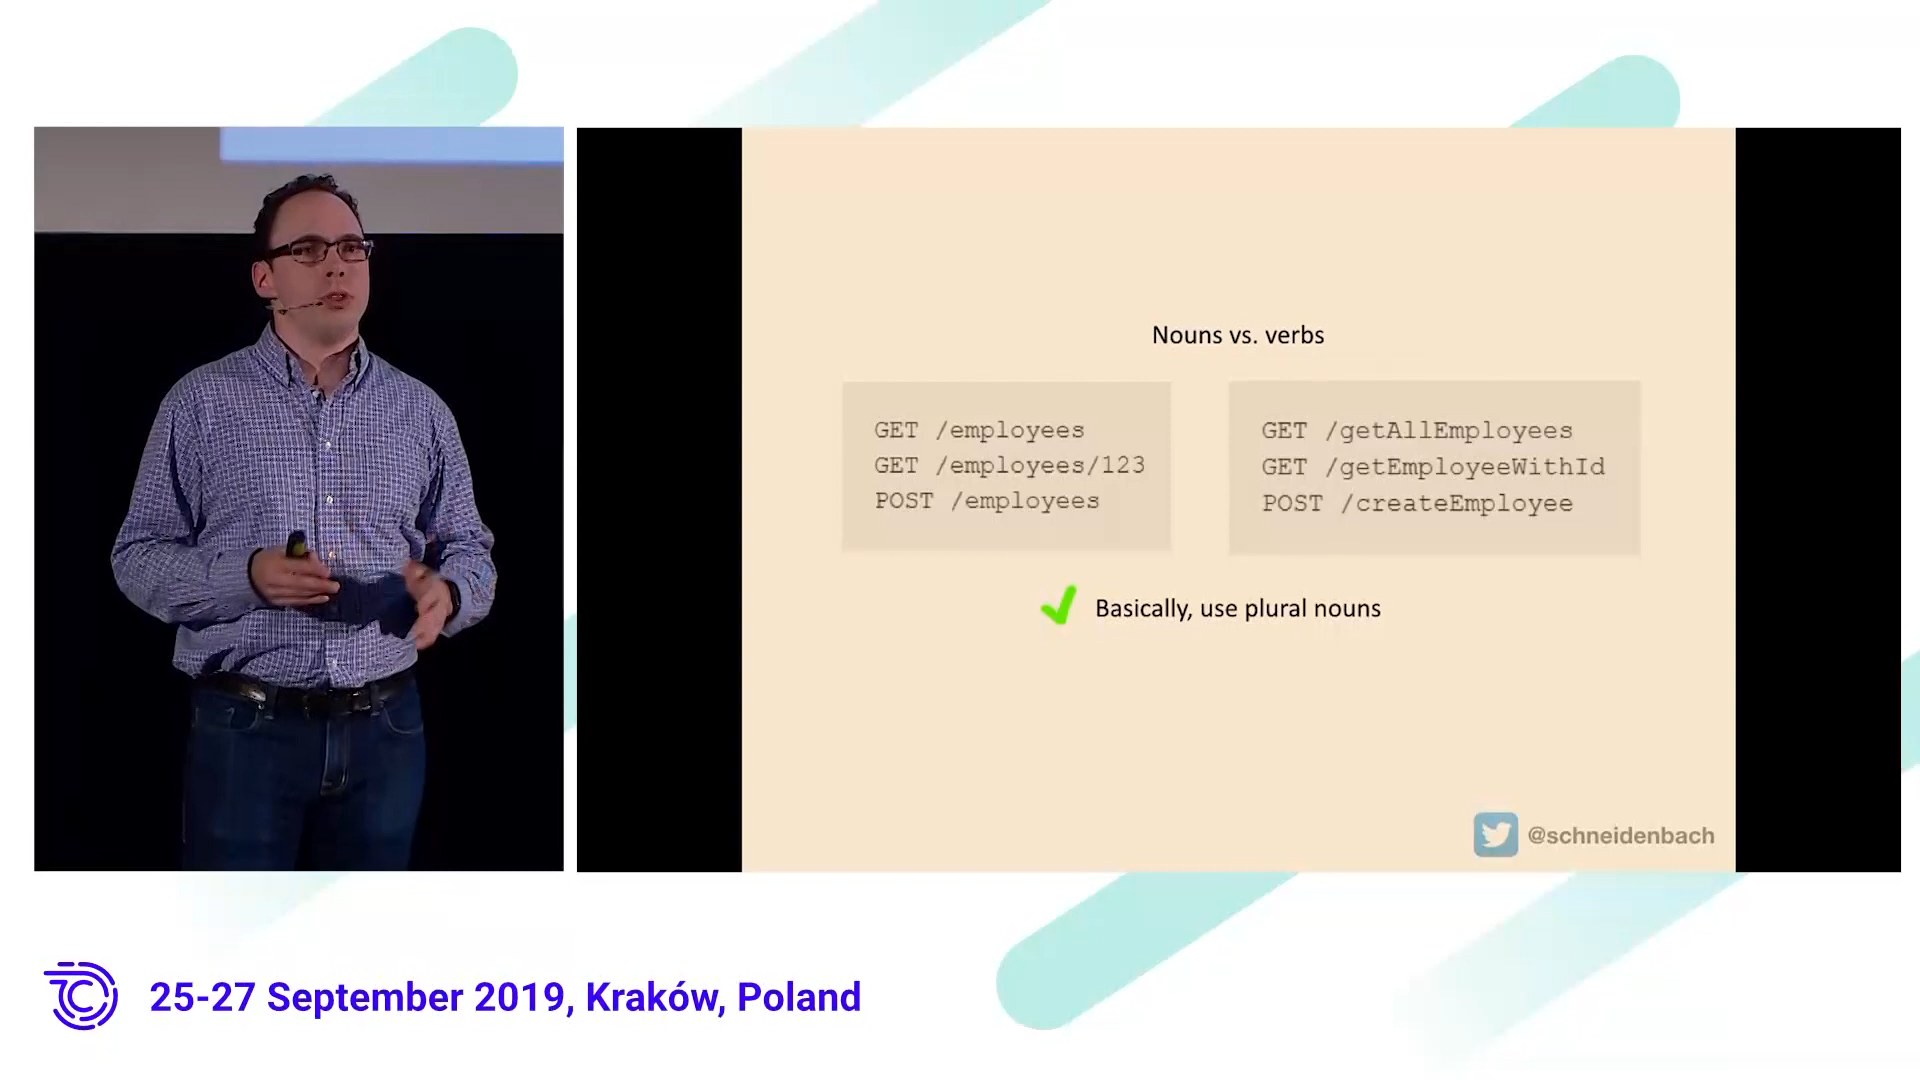 Nouns vs. verbs
GET /employees
GET /employees/123
POST /employees
GET /getAllEmployees
GET /getEmployeeWithId
POST /createEmployee
Basically, use plural nouns
@schneidenbach
25-27 September 2019, Kraków, Poland